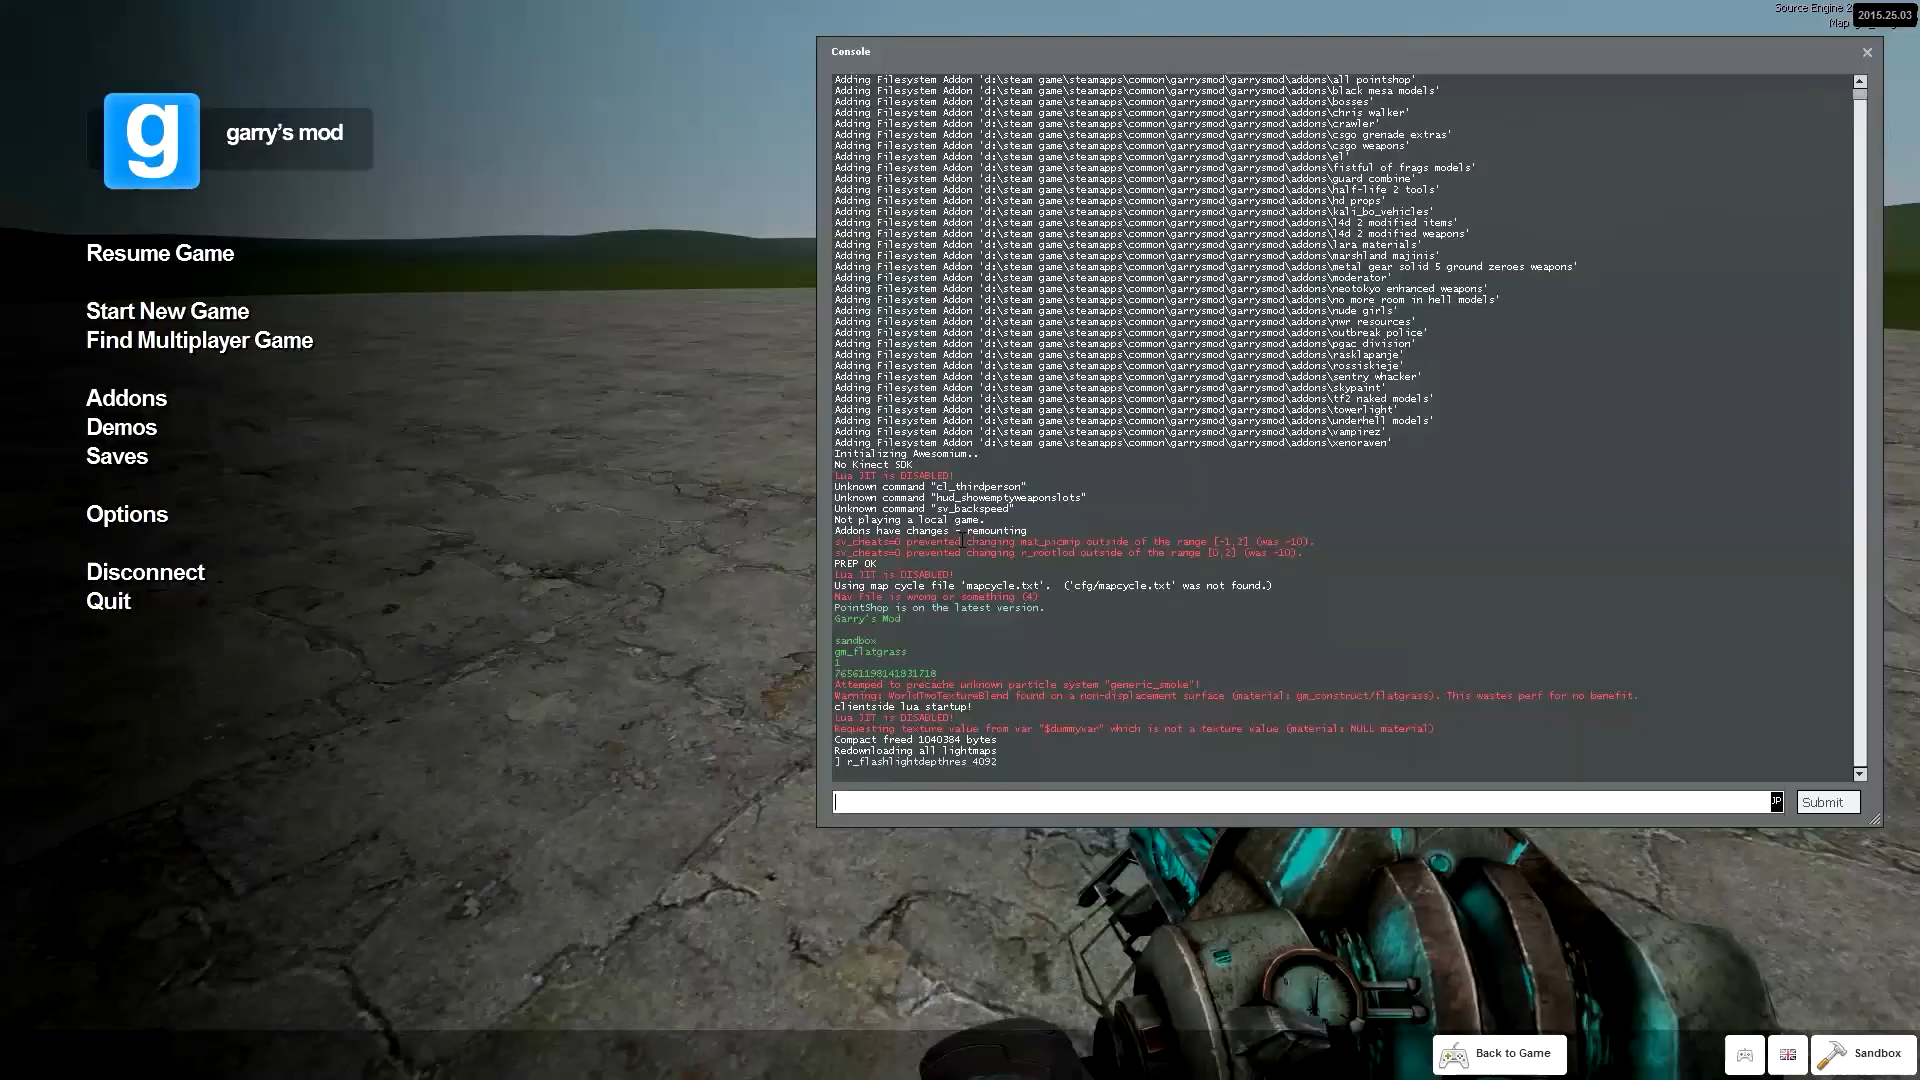 Source Engine 2
Map
2015.25.03
garry's mod
Resume Game
Start New Game
Find Multiplayer Game
Addons
Demos
Saves
Options
Disconnect
Quit
Console
Adding Filesystem Addon 'd:\steam game\steamapps\common\garrysmod\garrysmod\addons\all pointshop'
Adding Filesystem Addon 'd:\steam game\steamapps\common\garrysmod\garrysmod\addons\black mesa models'
Adding Filesystem Addon 'd:\steam game\steamapps\common\garrysmod\garrysmod\addons\bosses'
Adding Filesystem Addon 'd:\steam game\steamapps\common\garrysmod\garrysmod\addons\chris walker'
Adding Filesystem Addon 'd:\steam game\steamapps\common\garrysmod\garrysmod\addons\crawler'
Adding Filesystem Addon 'd:\steam game\steamapps\common\garrysmod\garrysmod\addons\csgo grenade extras'
Adding Filesystem Addon 'd:\steam game\steamapps\common\garrysmod\garrysmod\addons\csgo weapons'
Adding Filesystem Addon 'd:\steam game\steamapps\common\garrysmod\garrysmod\addons\el'
Adding Filesystem Addon 'd:\steam game\steamapps\common\garrysmod\garrysmod\addons\fistful of frags models'
Adding Filesystem Addon 'd:\steam game\steamapps\common\garrysmod\garrysmod\addons\guard combine'
Adding Filesystem Addon 'd:\steam game\steamapps\common\garrysmod\garrysmod\addons\half-life 2 tools'
Adding Filesystem Addon 'd:\steam game\steamapps\common\garrysmod\garrysmod\addons\hd props'
Adding Filesystem Addon 'd:\steam game\steamapps\common\garrysmod\garrysmod\addons\kali_bo_vehicles'
Adding Filesystem Addon 'd:\steam game\steamapps\common\garrysmod\garrysmod\addons\l4d 2 modified items'
Adding Filesystem Addon 'd:\steam game\steamapps\common\garrysmod\garrysmod\addons\l4d 2 modified weapons'
Adding Filesystem Addon 'd:\steam game\steamapps\common\garrysmod\garrysmod\addons\lara materials'
Adding Filesystem Addon 'd:\steam game\steamapps\common\garrysmod\garrysmod\addons\marshland majinis'
Adding Filesystem Addon 'd:\steam game\steamapps\common\garrysmod\garrysmod\addons\metal gear solid 5 ground zeroes weapons'
Adding Filesystem Addon 'd:\steam game\steamapps\common\garrysmod\garrysmod\addons\moderator'
Adding Filesystem Addon 'd:\steam game\steamapps\common\garrysmod\garrysmod\addons\neotokyo enhanced weapons'
Adding Filesystem Addon 'd:\steam game\steamapps\common\garrysmod\garrysmod\addons\no more room in hell models'
Adding Filesystem Addon 'd:\steam game\steamapps\common\garrysmod\garrysmod\addons\nude girls'
Adding Filesystem Addon 'd:\steam game\steamapps\common\garrysmod\garrysmod\addons\nwr resources'
Adding Filesystem Addon 'd:\steam game\steamapps\common\garrysmod\garrysmod\addons\outbreak police'
Adding Filesystem Addon 'd:\steam game\steamapps\common\garrysmod\garrysmod\addons\pgac division'
Adding Filesystem Addon 'd:\steam game\steamapps\common\garrysmod\garrysmod\addons\rasklapanje'
Adding Filesystem Addon 'd:\steam game\steamapps\common\garrysmod\garrysmod\addons\rossiskieje'
Adding Filesystem Addon 'd:\steam game\steamapps\common\garrysmod\garrysmod\addons\sentry whacker'
Adding Filesystem Addon 'd:\steam game\steamapps\common\garrysmod\garrysmod\addons\skypaint'
Adding Filesystem Addon 'd:\steam game\steamapps\common\garrysmod\garrysmod\addons\tf2 naked models'
Adding Filesystem Addon 'd:\steam game\steamapps\common\garrysmod\garrysmod\addons\towerlight'
Adding Filesystem Addon 'd:\steam game\steamapps\common\garrysmod\garrysmod\addons\underhell models'
Adding Filesystem Addon 'd:\steam game\steamapps\common\garrysmod\garrysmod\addons\vampirez'
Adding Filesystem Addon 'd:\steam game\steamapps\common\garrysmod\garrysmod\addons\xenoraven'
Initializing Awesomium..
No Kinect SDK
Lua JIT is DISABLED!
Unknown command "cl_thirdperson"
Unknown command "hud_showemptyweaponslots"
Unknown command "sv_backspeed"
Not playing a local game.
Addons have changes - remounting
sv_cheats=0 prevented changing mat_picmip outside of the range [-1,2] (was -10).
sv_cheats=0 prevented changing r_rootlod outside of the range [0,2] (was -10).
PREP OK
Lua JIT is DISABLED!
Using map cycle file 'mapcycle.txt'.  ('cfg/mapcycle.txt' was not found.)
Nav File is wrong or something (4)
PointShop is on the latest version.
Garry's Mod
sandbox
gm_flatgrass
1
76561198141831718
Attemped to precache unknown particle system "generic_smoke"!
Warning: WorldTwoTextureBlend found on a non-displacement surface (material: gm_construct/flatgrass). This wastes perf for no benefit.
clientside lua startup!
Lua JIT is DISABLED!
Requesting texture value from var "$dummyvar" which is not a texture value (material: NULL material)
Compact freed 1040384 bytes
Redownloading all lightmaps
] r_flashlightdepthres 4092
JP
Submit
Back to Game
Sandbox